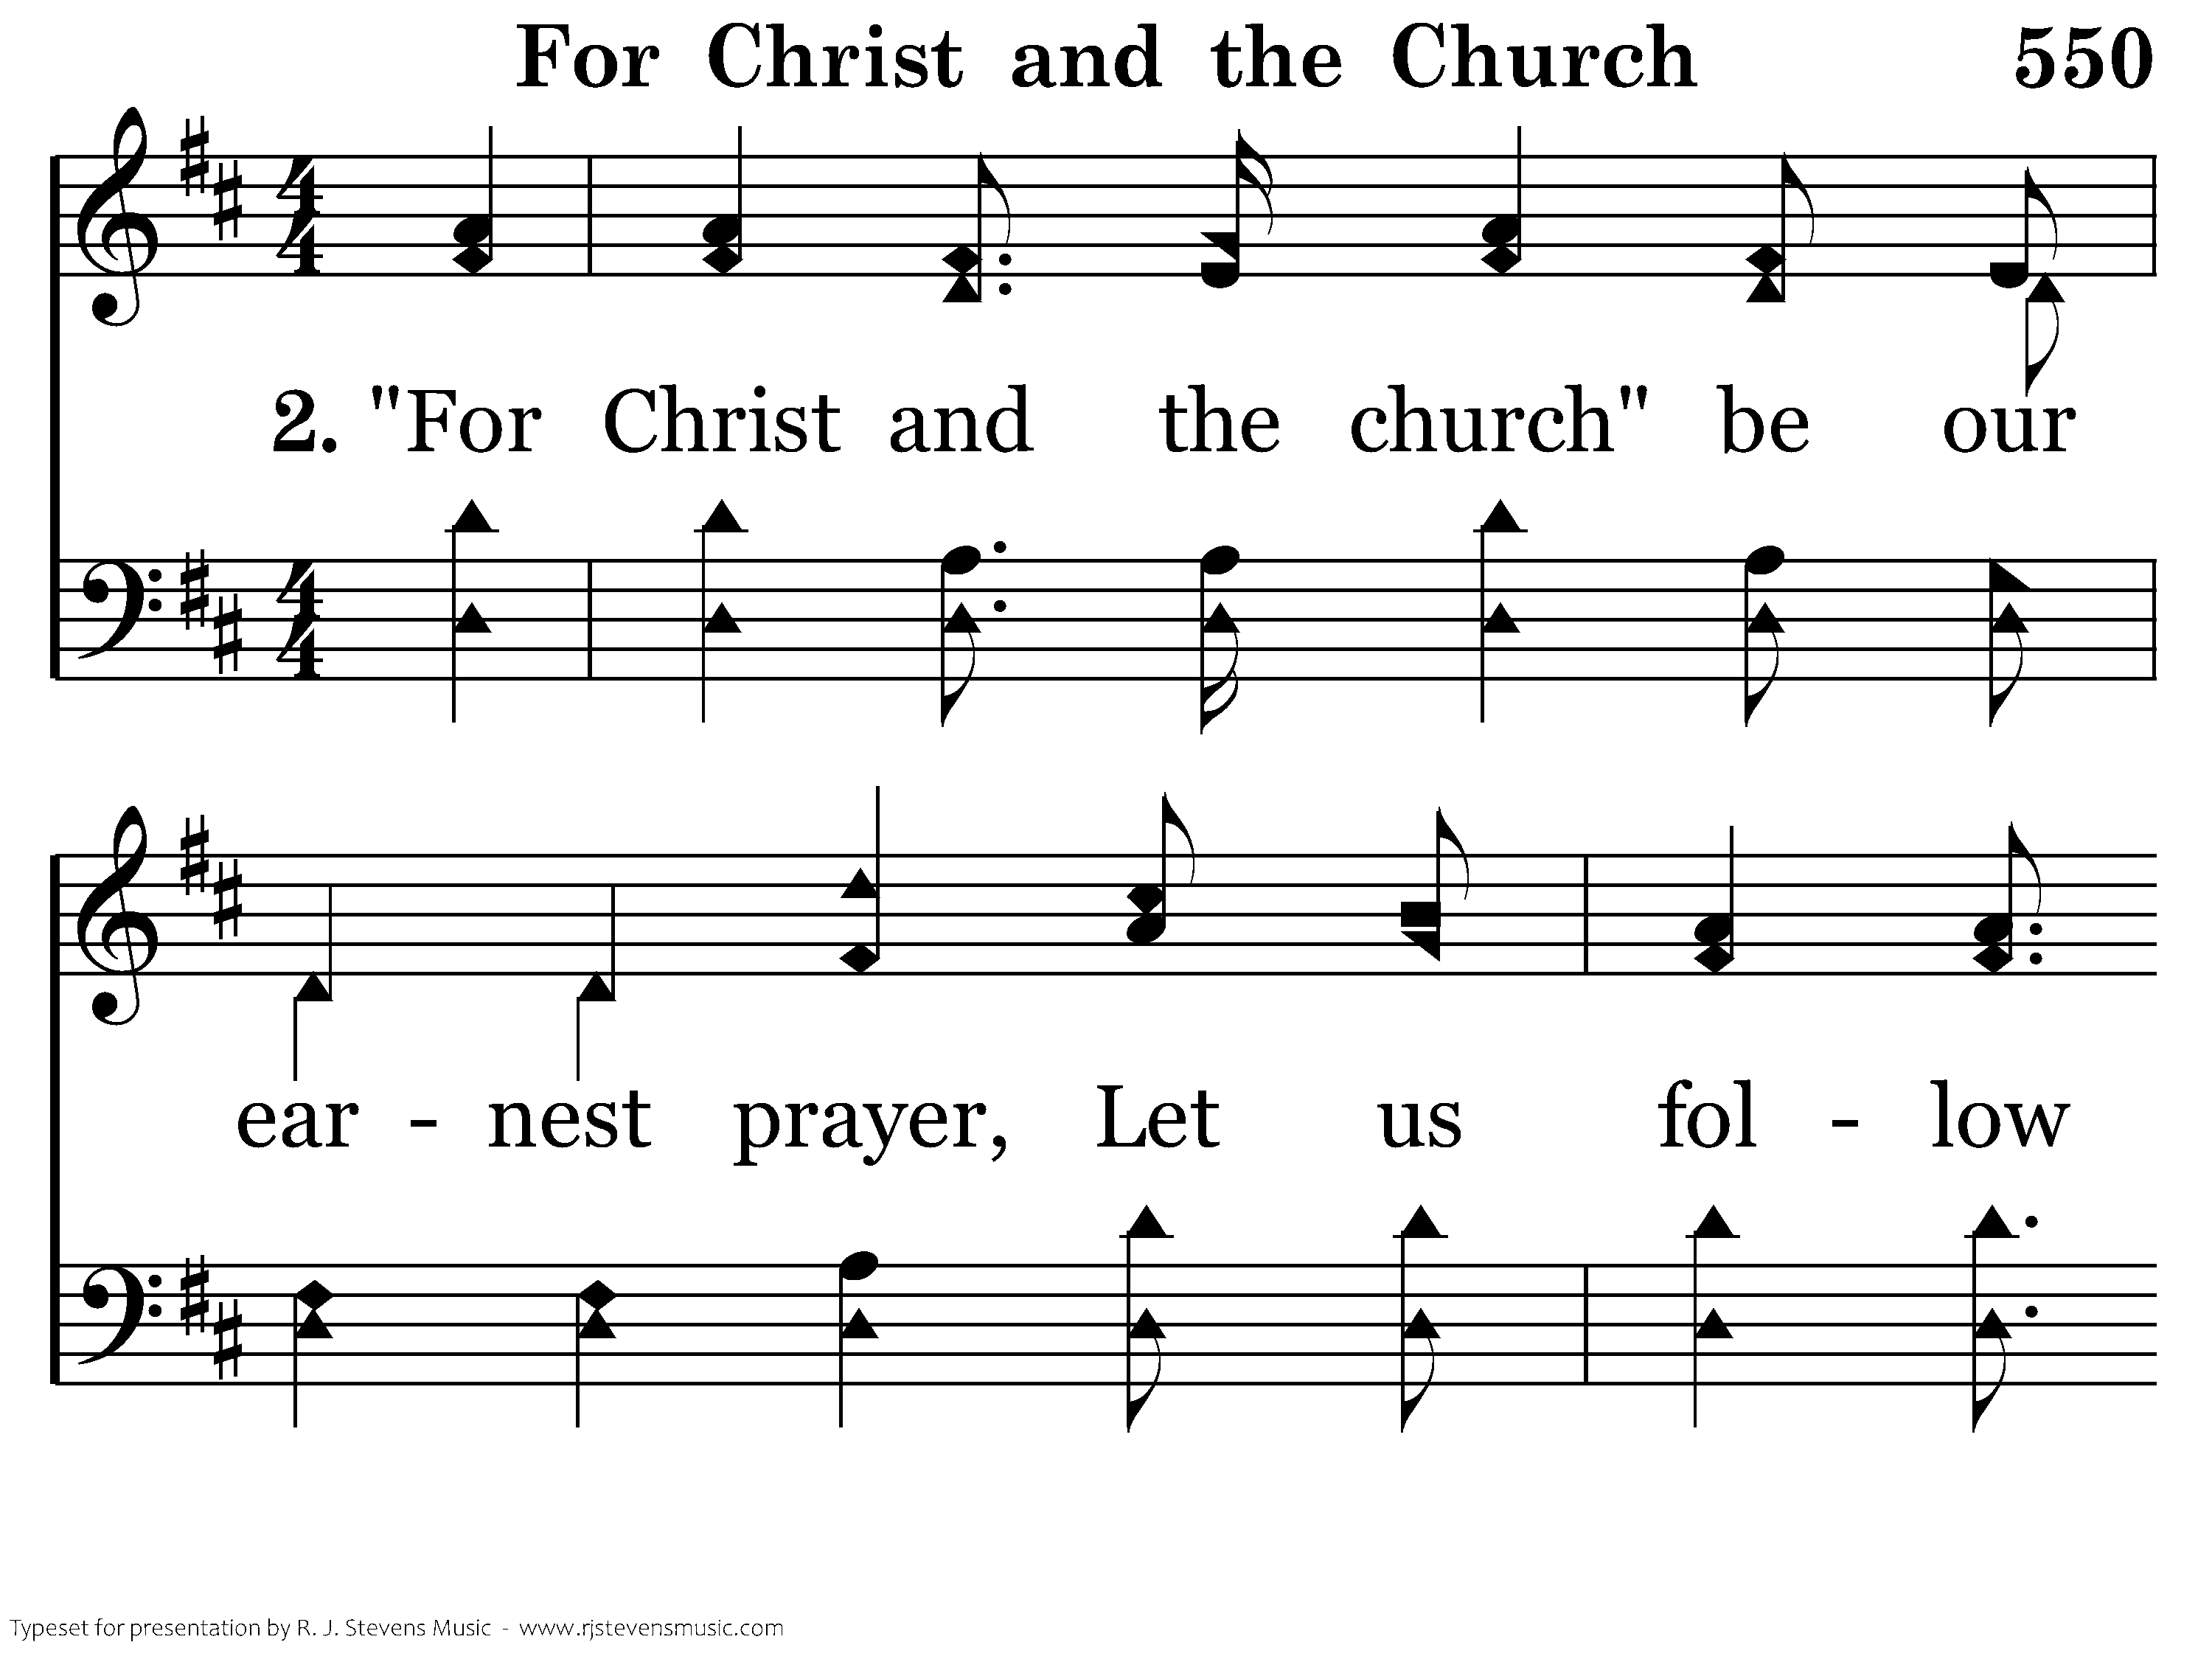 For Christ and the Church 550
2. "For Christ and the church" be our
ear - nest prayer, Let us fol - low
Typeset for presentation by R. J. Stevens Music - www.rjstevensmusic.com